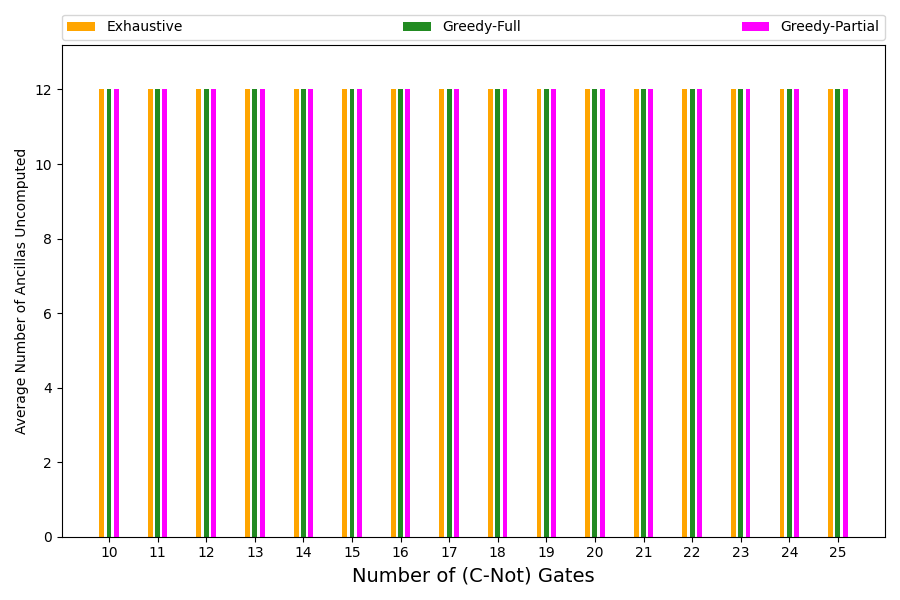 Exhaustive Greedy-Full Greedy-Partial
12
10
8
6
4
2
0
Average Number of Ancillas Uncomputed
10 11 12 13 14 15 16 17 18 19 20 21 22 23 24 25
Number of (C-Not) Gates